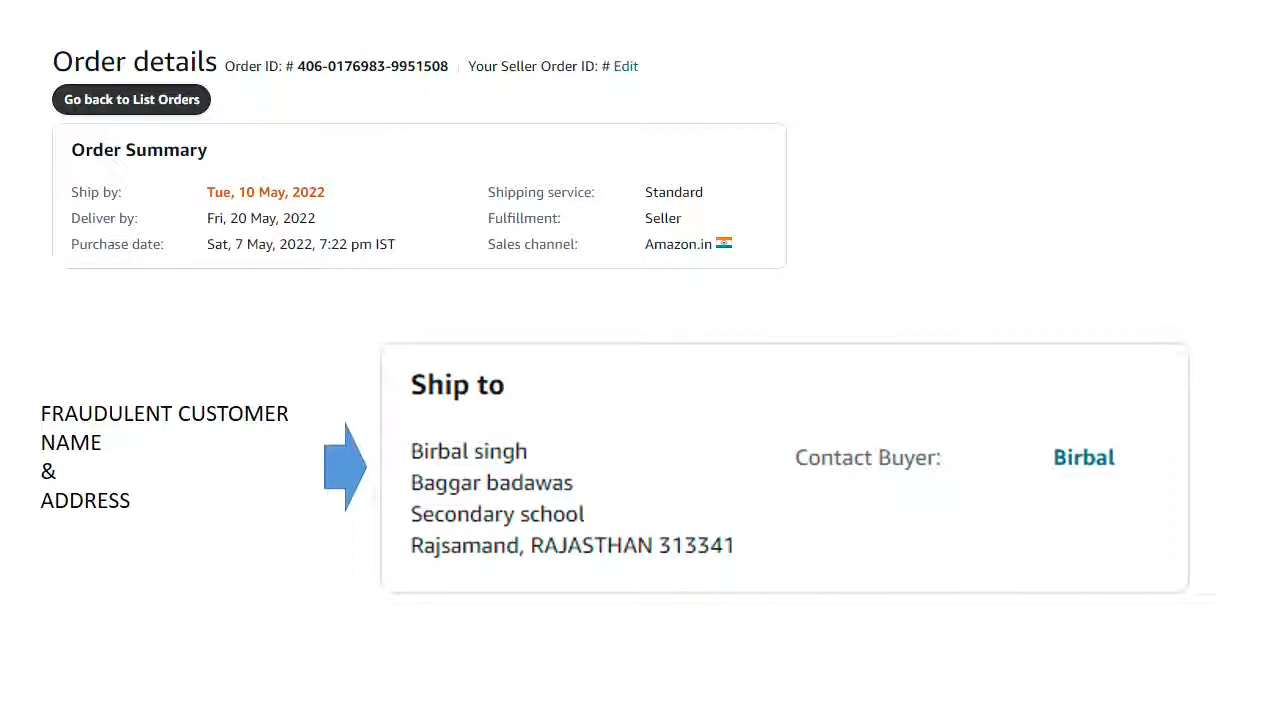 Order details Order ID: # 406-0176983-9951508 Your Seller Order ID: # Edit
Go back to List Orders
Order Summary
Ship by: Tue, 10 May, 2022 Shipping service: Standard
Deliver by: Fri, 20 May, 2022 Fulfillment: Seller
Purchase date: Sat, 7 May, 2022, 7:22 pm IST Sales channel: Amazon.in
FRAUDULENT CUSTOMER
NAME
&
ADDRESS
Ship to
Birbal singh
Baggar badawas
Secondary school
Rajsamand, RAJASTHAN 313341
Contact Buyer: Birbal